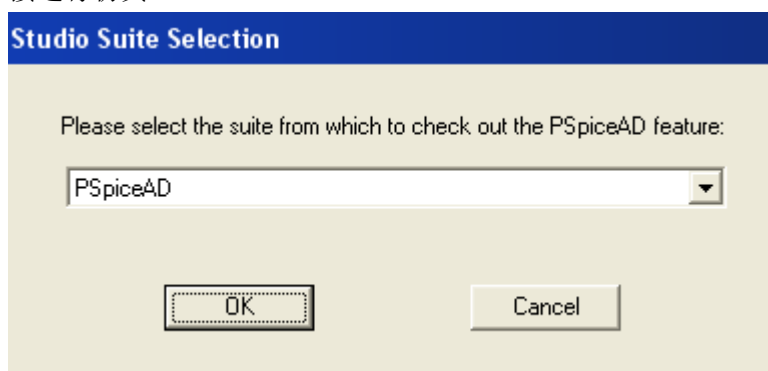 Studio Suite Selection
Please select the suite from which to check out the PSpiceAD feature:
PSpiceAD
OK
Cancel